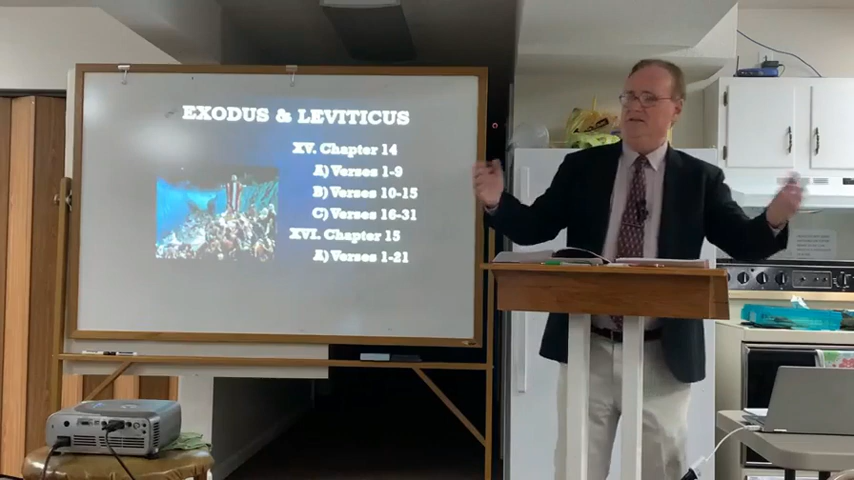 EXODUS & LEVITICUS
XV. Chapter 14
A) Verses 1-9
B) Verses 10-15
C) Verses 16-31
XVI. Chapter 15
A) Verses 1-21